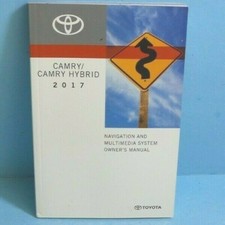 CAMRY/
CAMRY HYBRID
2017
NAVIGATION AND
MULTIMEDIA SYSTEM
OWNER'S MANUAL
TOYOTA